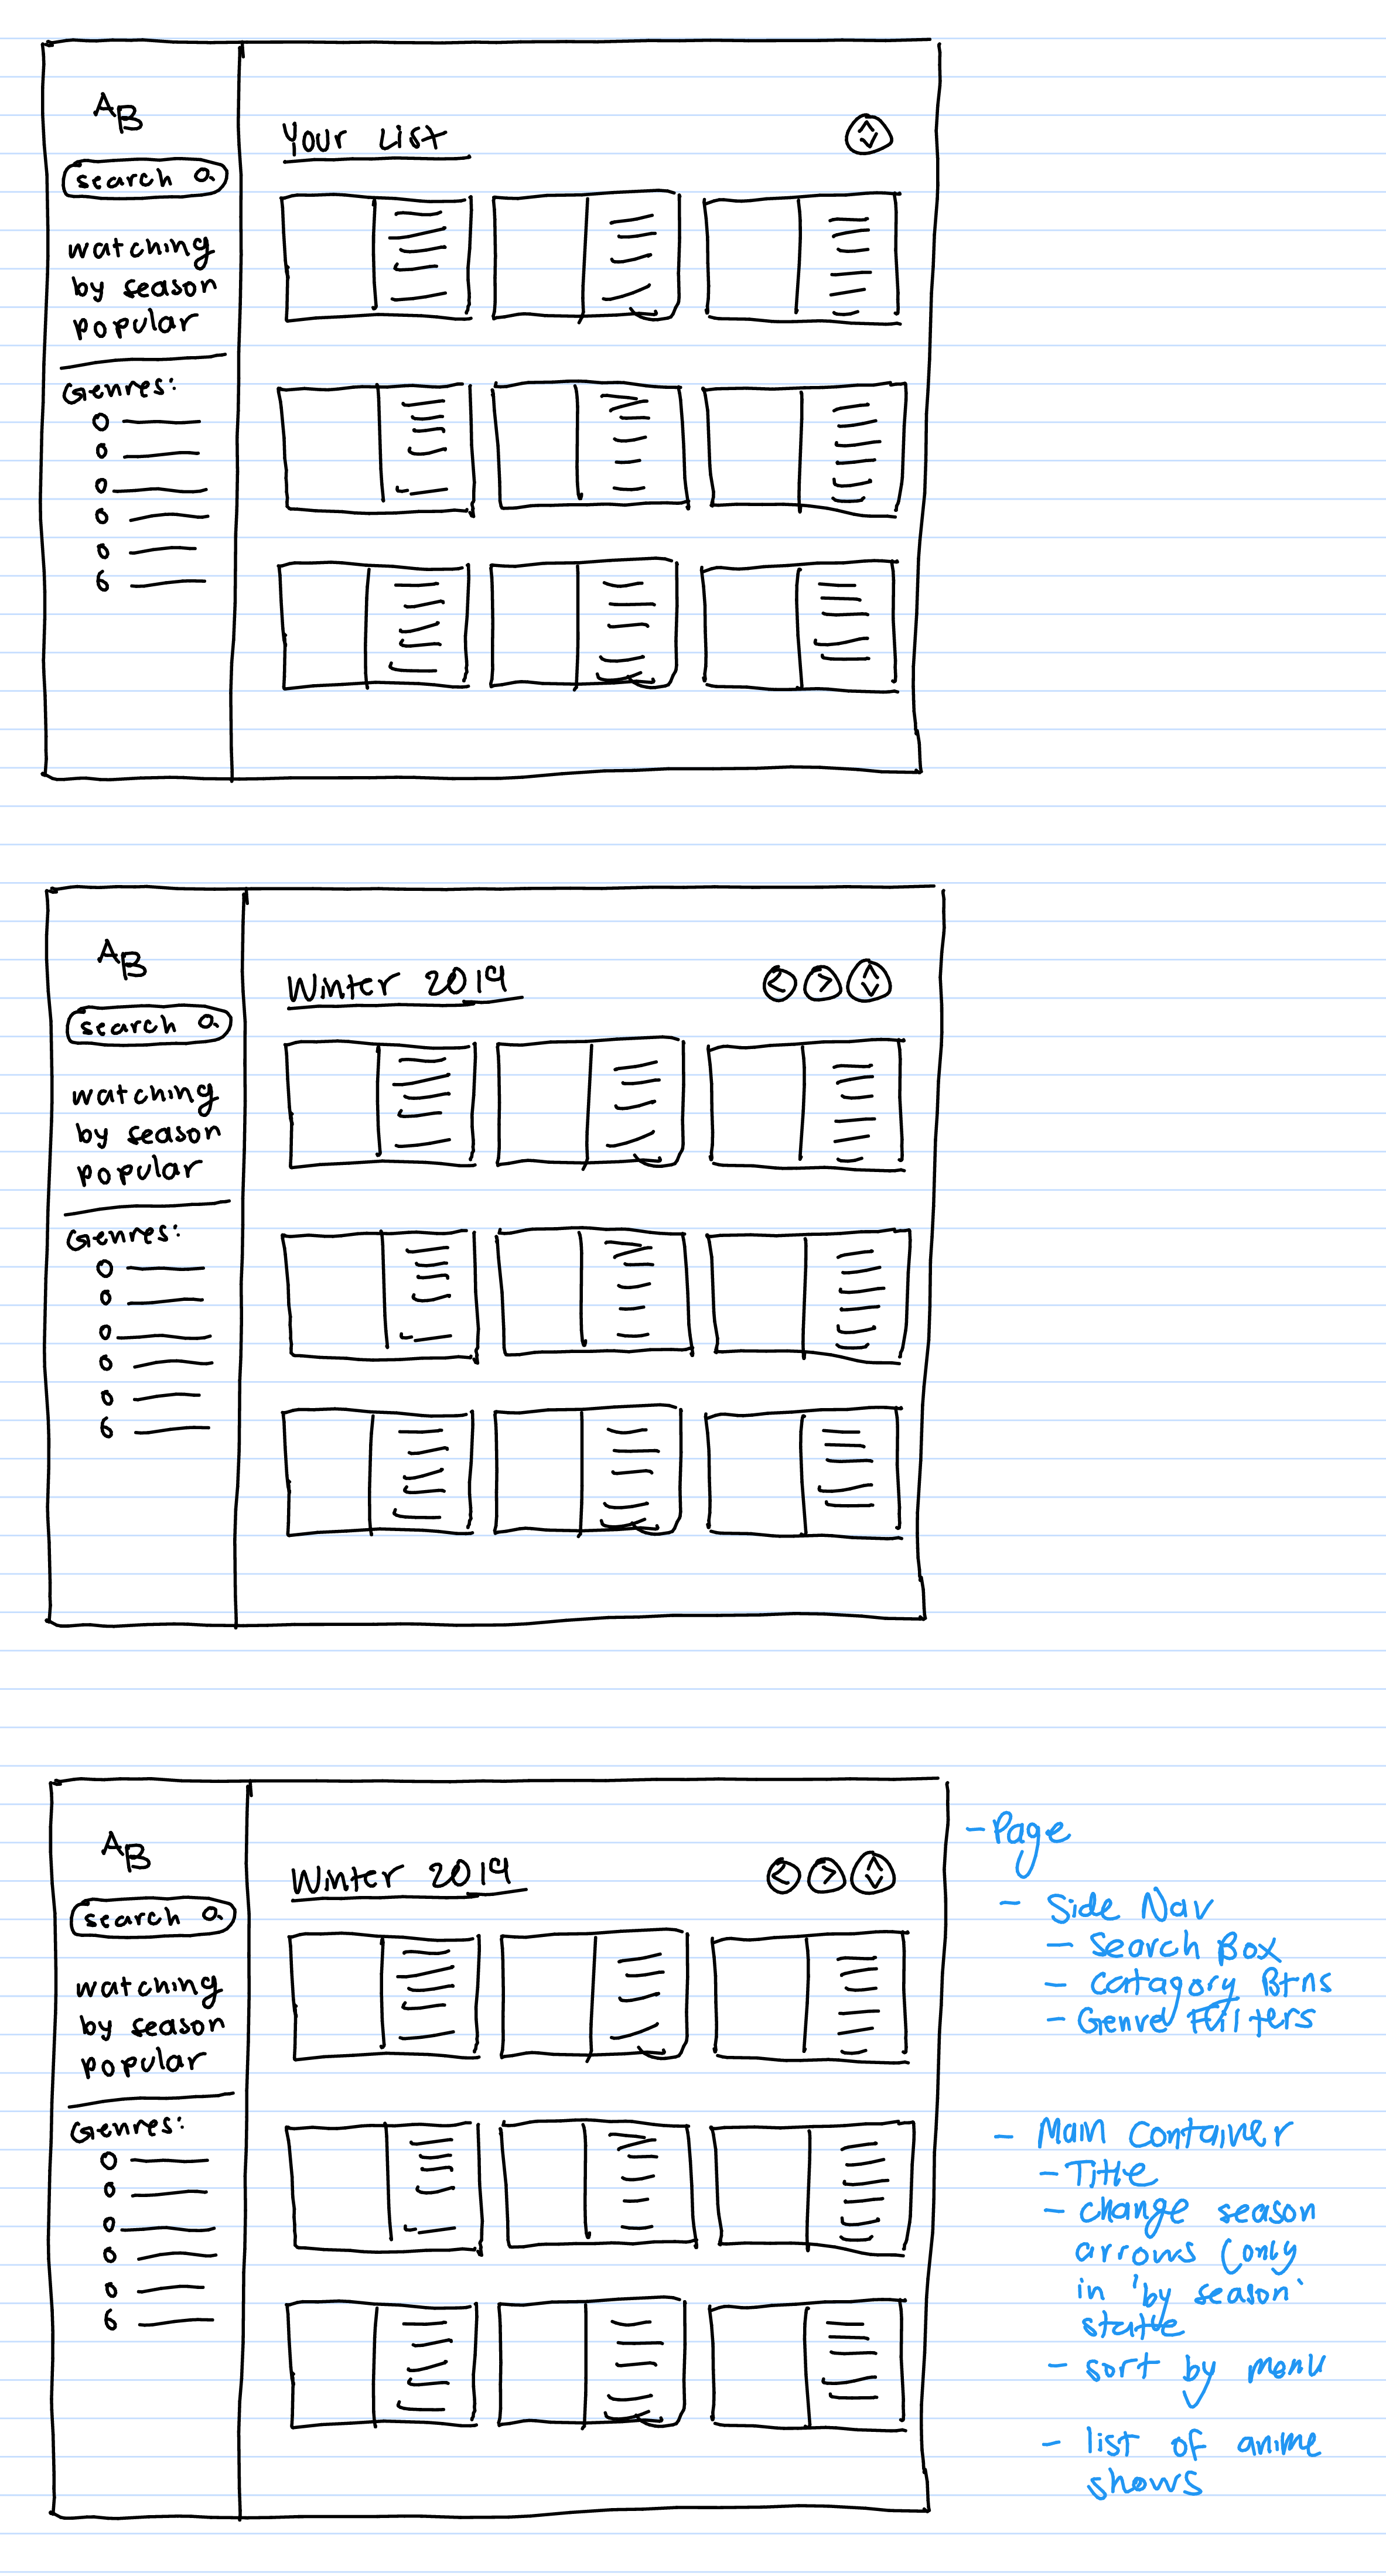 AB
search
Your List
watching
by season
popular
Genres:
AB
search
Winter 2019
watching
by season
popular
Genres:
AB
search
Winter 2019
watching
by season
popular
Genres:
- Page
- Side Nav
- Search Box
- Catagory Btns
- Genre Filters
- Main Container
- Title
- change season
arrows (only
in 'by season'
state
- sort by menu
- list of anime
shows